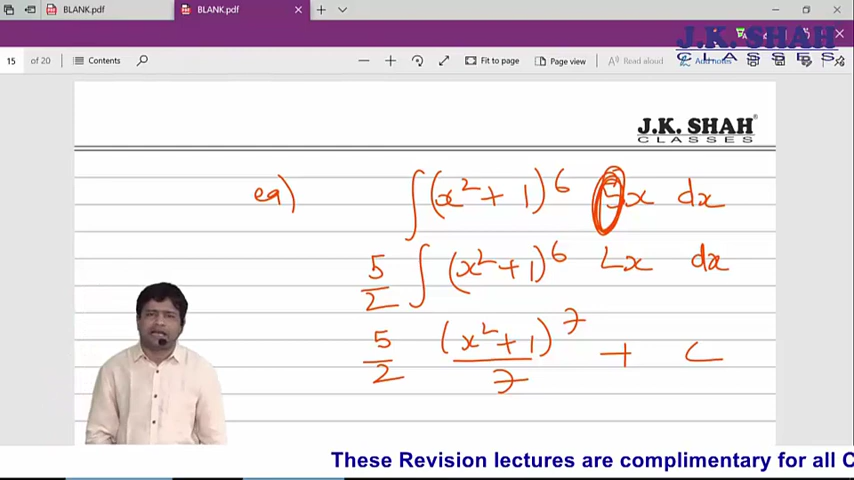 BLANK.pdf BLANK.pdf
J.K. SHAH
CLASSES
15 of 20 Contents Fit to page Page view Read aloud Add notes
J.K. SHAH
CLASSES
eg) ∫(x²+1)⁶ 5x dx
5/2 ∫(x²+1)⁶ 2x dx
5/2 (x²+1)⁷/7 + C
These Revision lectures are complimentary for all C